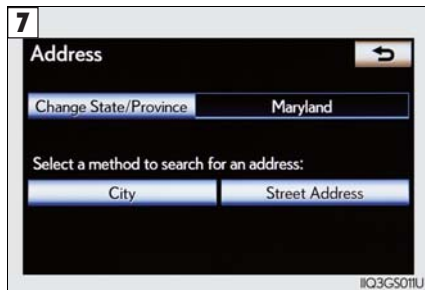 7
Address
Change State/Province Maryland
Select a method to search for an address:
City Street Address
IIQ3GS011U